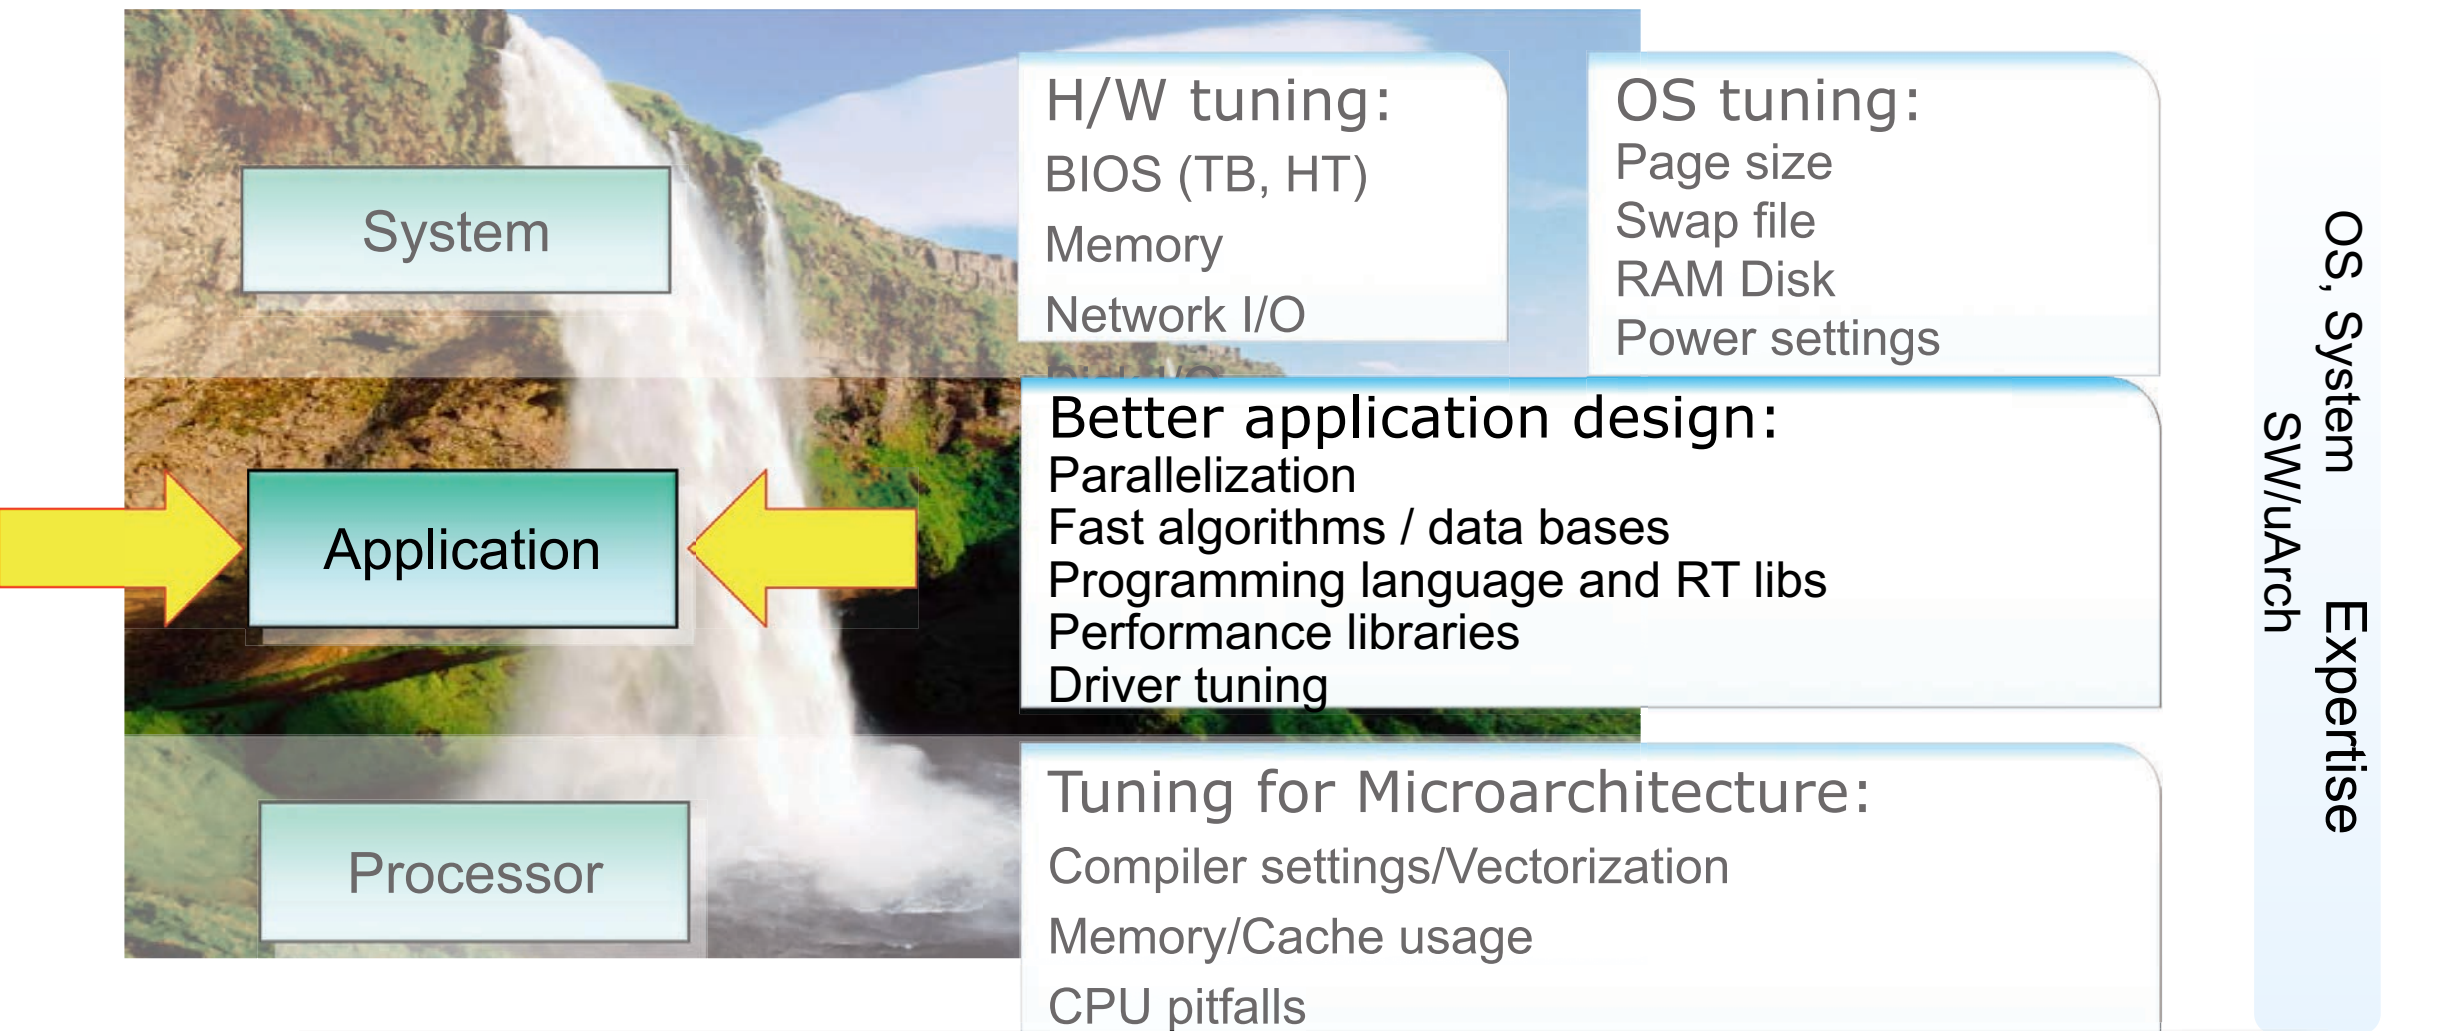 System
H/W tuning:
BIOS (TB, HT)
Memory
Network I/O
Disk I/O
OS tuning:
Page size
Swap file
RAM Disk
Power settings
Application
Better application design:
Parallelization
Fast algorithms / data bases
Programming language and RT libs
Performance libraries
Driver tuning
Processor
Tuning for Microarchitecture:
Compiler settings/Vectorization
Memory/Cache usage
CPU pitfalls
OS, System Expertise
SW/uArch